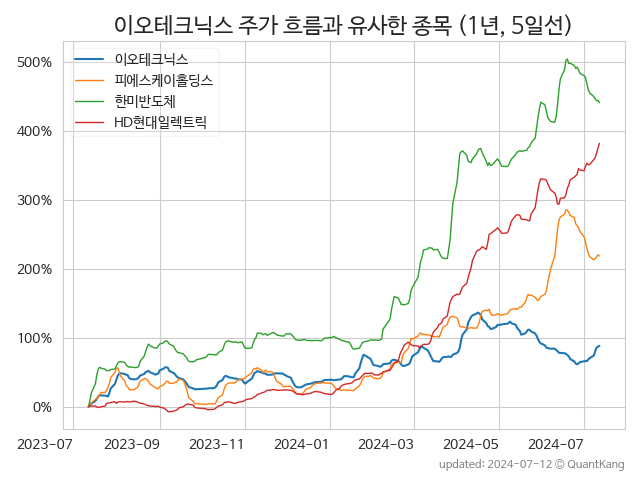 이오테크닉스 주가 흐름과 유사한 종목 (1년, 5일선)
이오테크닉스
피에스케이홀딩스
한미반도체
HD현대일렉트릭
500%
400%
300%
200%
100%
0%
2023-07 2023-09 2023-11 2024-01 2024-03 2024-05 2024-07
updated: 2024-07-12 © QuantKang